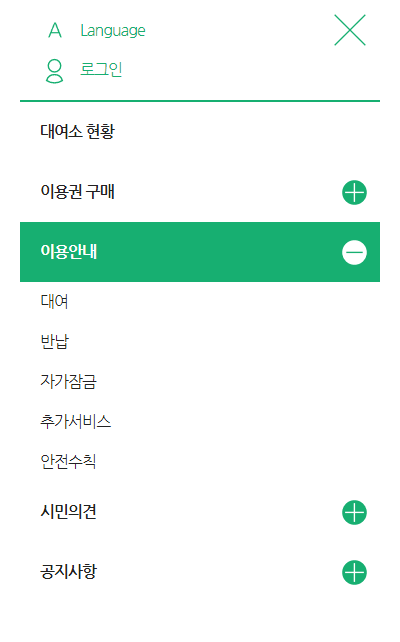 A Language
로그인
대여소 현황
이용권 구매
이용안내
대여
반납
자가잠금
추가서비스
안전수칙
시민의견
공지사항